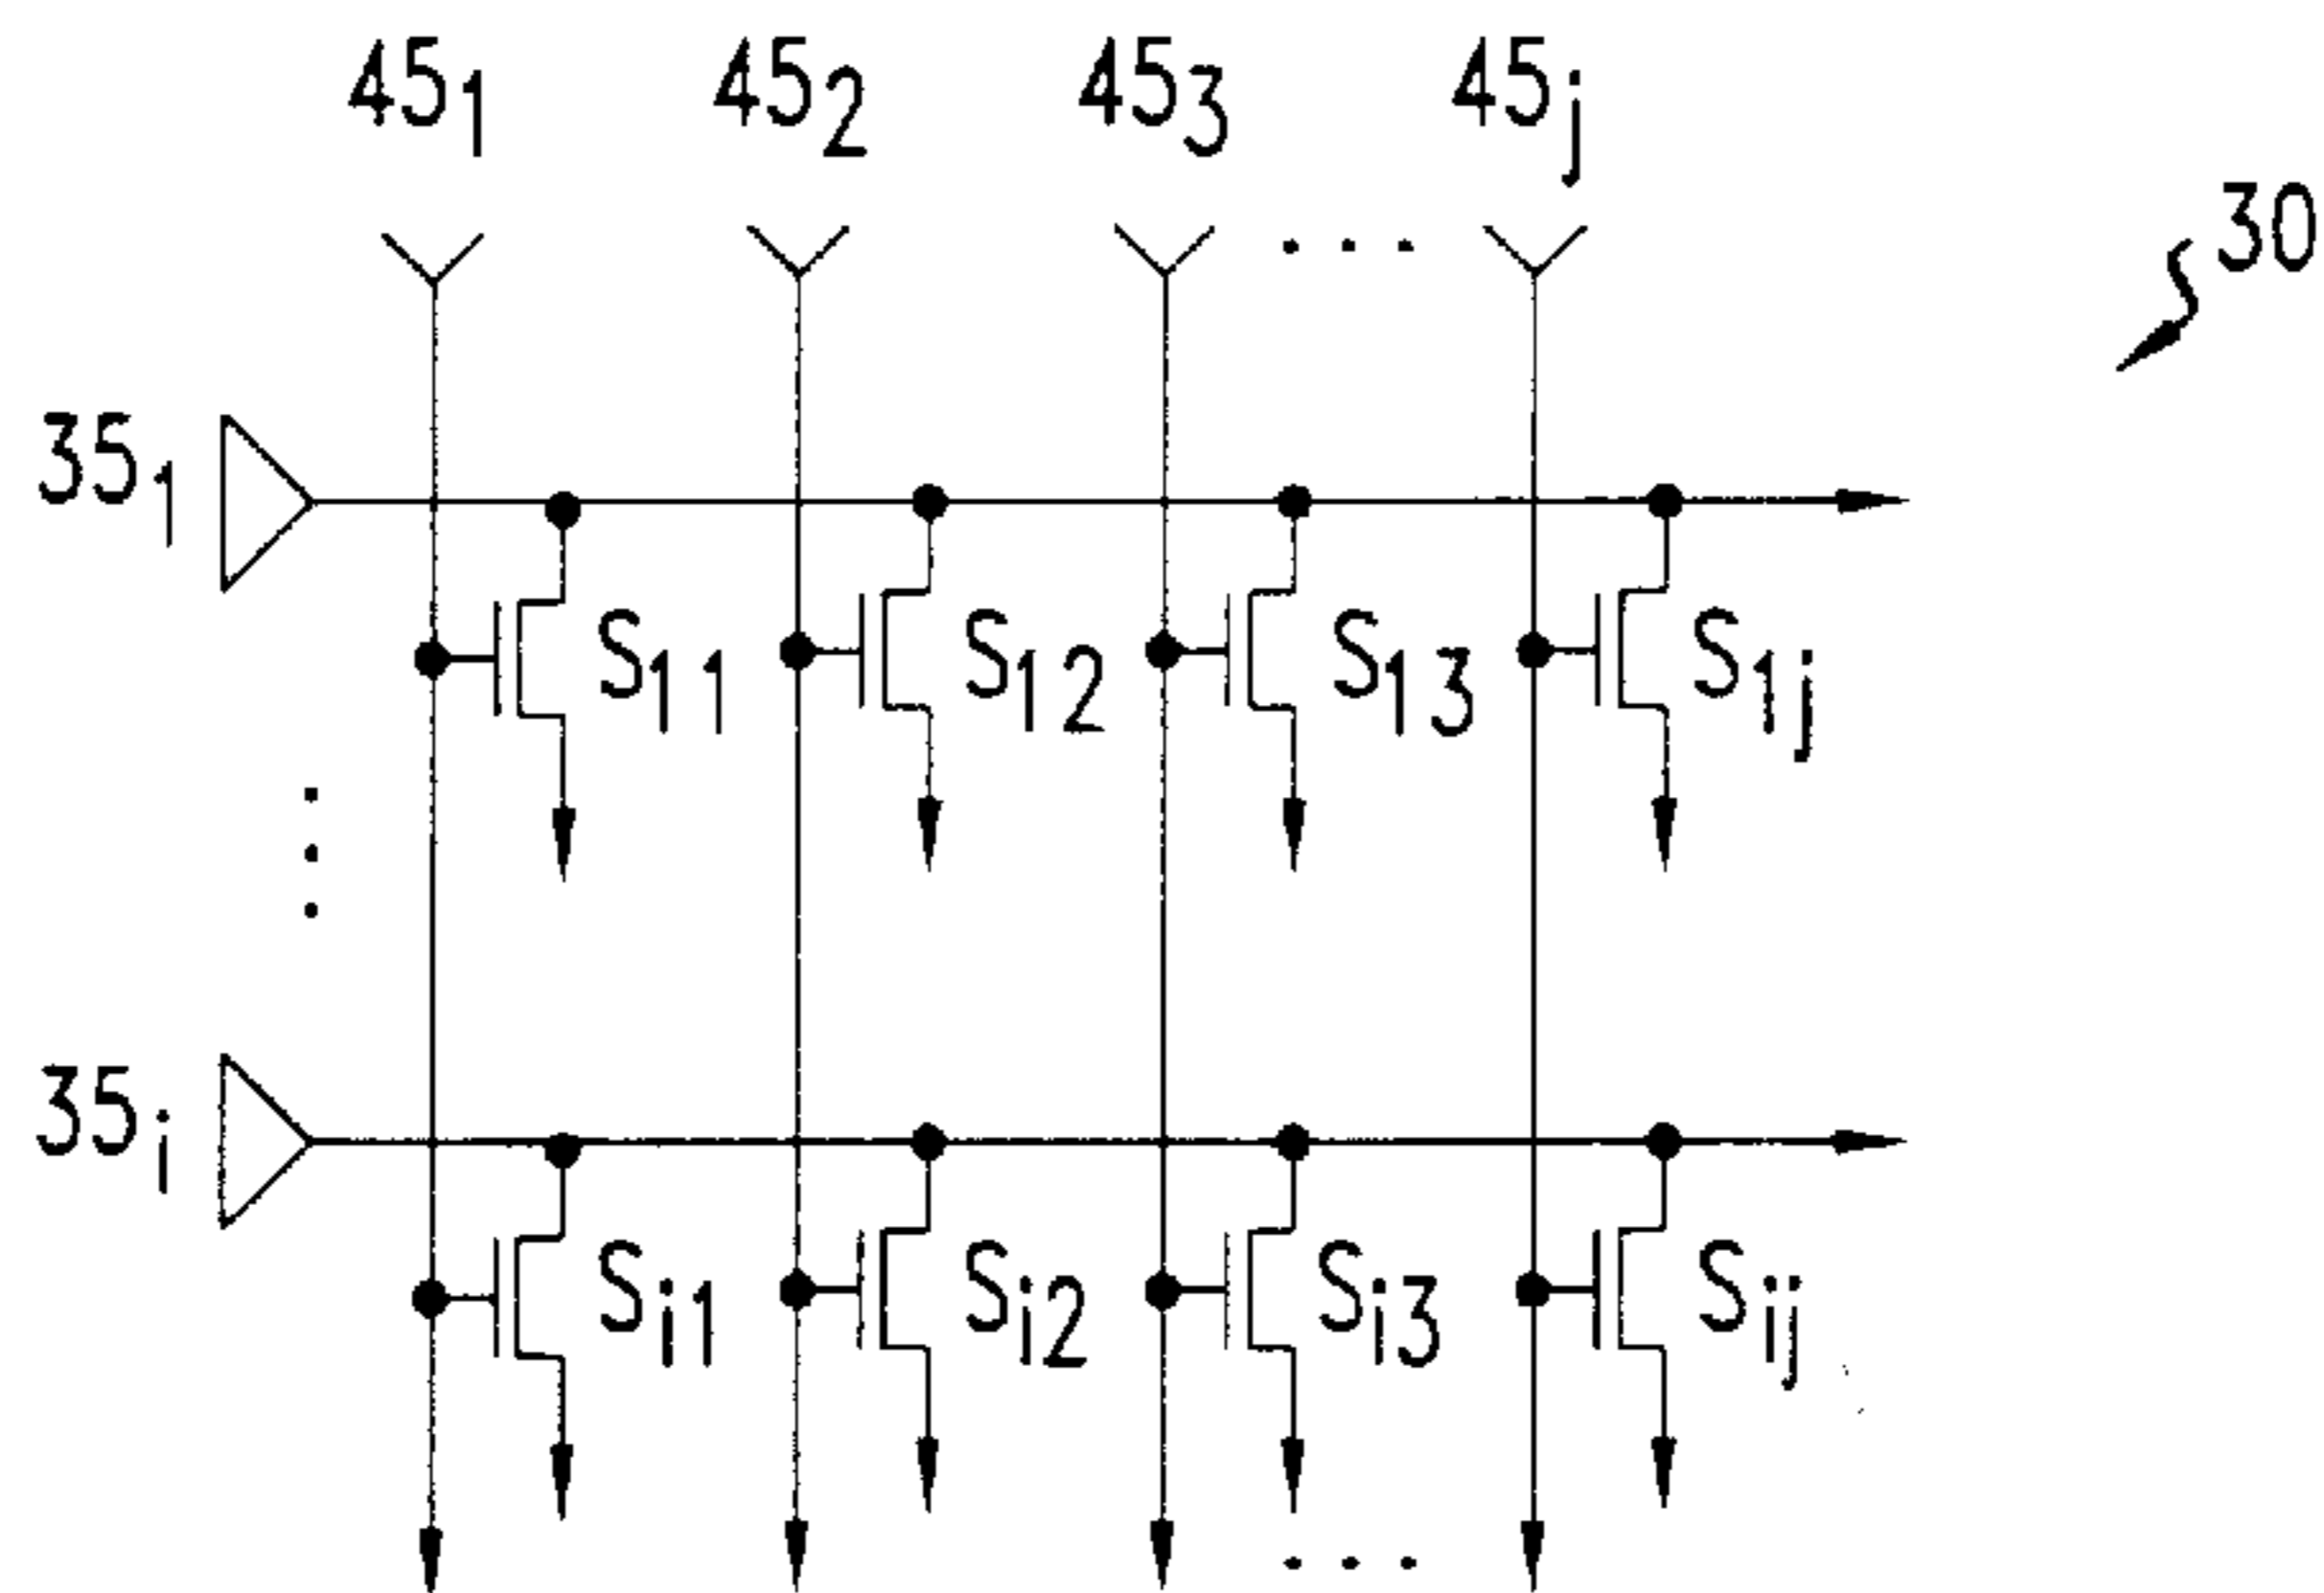 45₁ 45₂ 45₃ 45ⱼ
. . .
30
35₁
S₁₁ S₁₂ S₁₃ S₁ⱼ
35ᵢ
Sᵢ₁ Sᵢ₂ Sᵢ₃ Sᵢⱼ
. . .